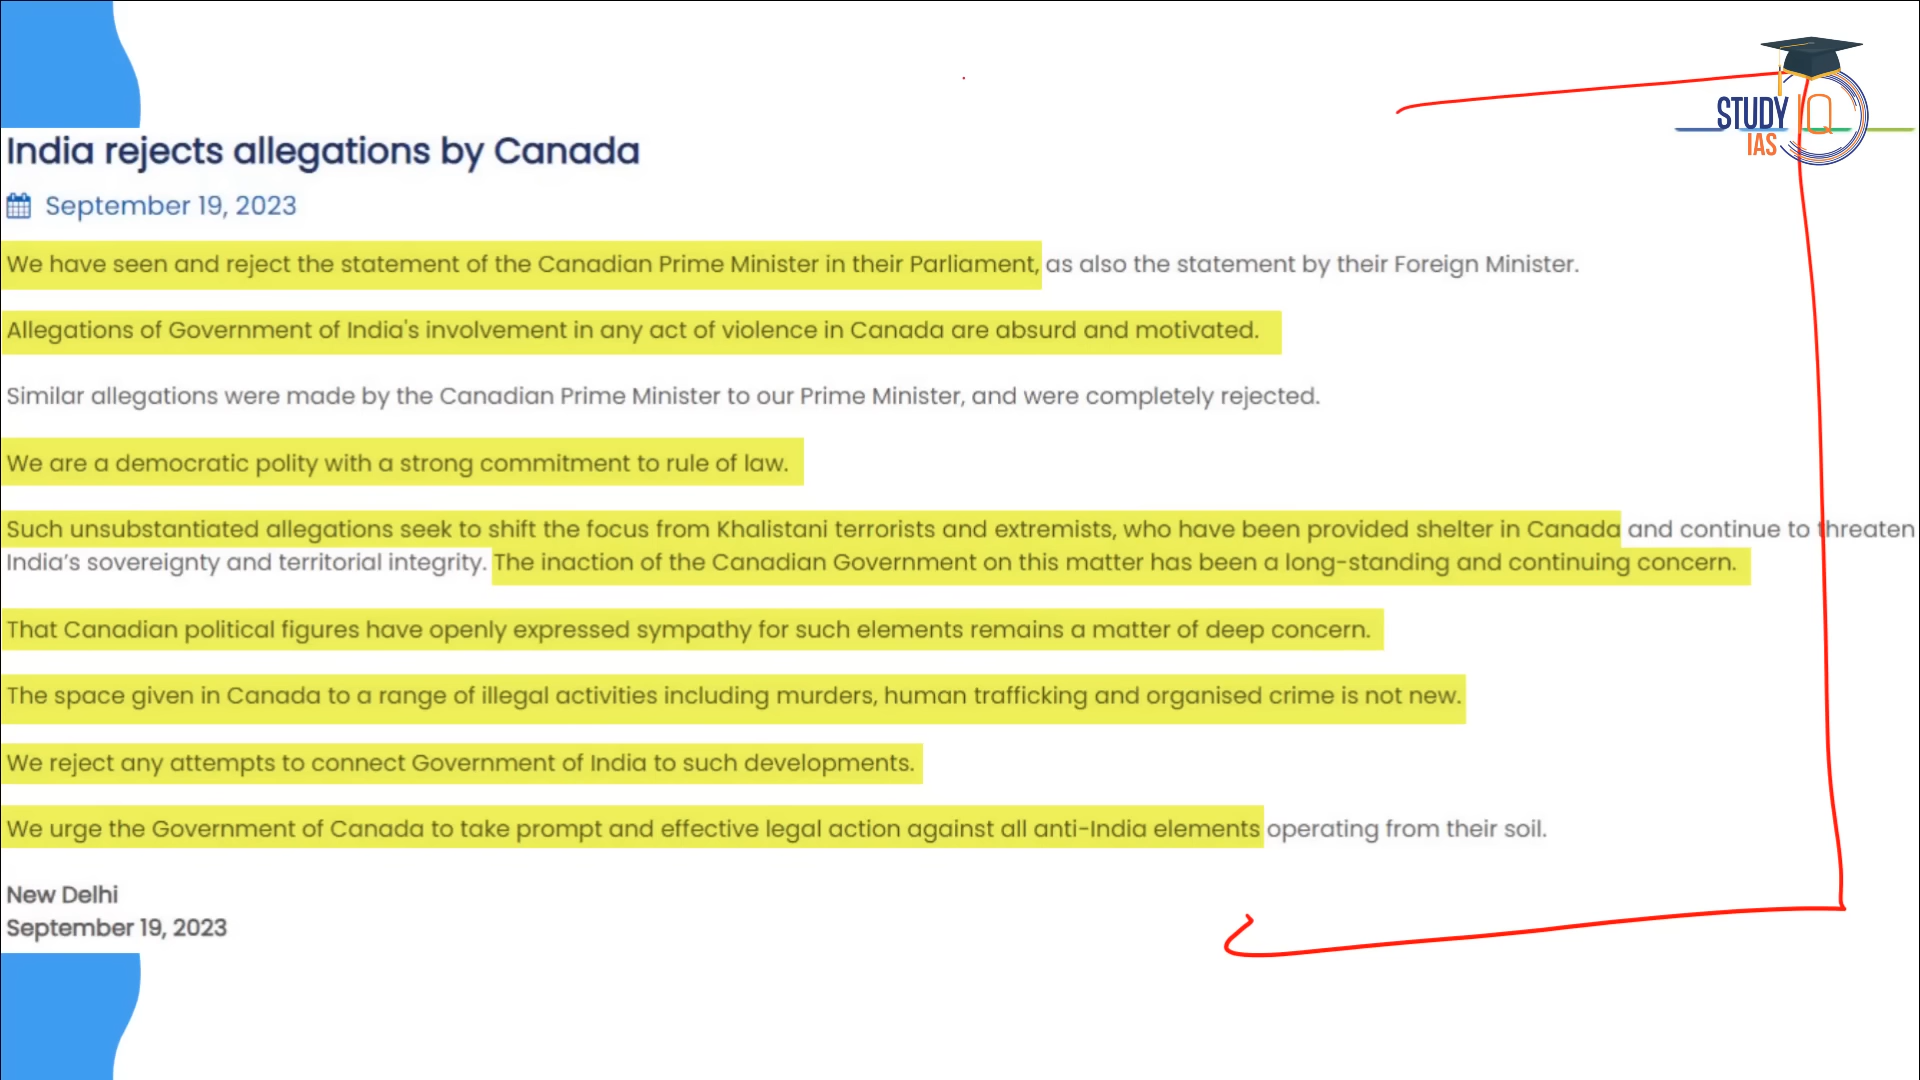 STUDY IQ
IAS
India rejects allegations by Canada
September 19, 2023
We have seen and reject the statement of the Canadian Prime Minister in their Parliament, as also the statement by their Foreign Minister.
Allegations of Government of India's involvement in any act of violence in Canada are absurd and motivated.
Similar allegations were made by the Canadian Prime Minister to our Prime Minister, and were completely rejected.
We are a democratic polity with a strong commitment to rule of law.
Such unsubstantiated allegations seek to shift the focus from Khalistani terrorists and extremists, who have been provided shelter in Canada and continue to threaten
India’s sovereignty and territorial integrity. The inaction of the Canadian Government on this matter has been a long-standing and continuing concern.
That Canadian political figures have openly expressed sympathy for such elements remains a matter of deep concern.
The space given in Canada to a range of illegal activities including murders, human trafficking and organised crime is not new.
We reject any attempts to connect Government of India to such developments.
We urge the Government of Canada to take prompt and effective legal action against all anti-India elements operating from their soil.
New Delhi
September 19, 2023